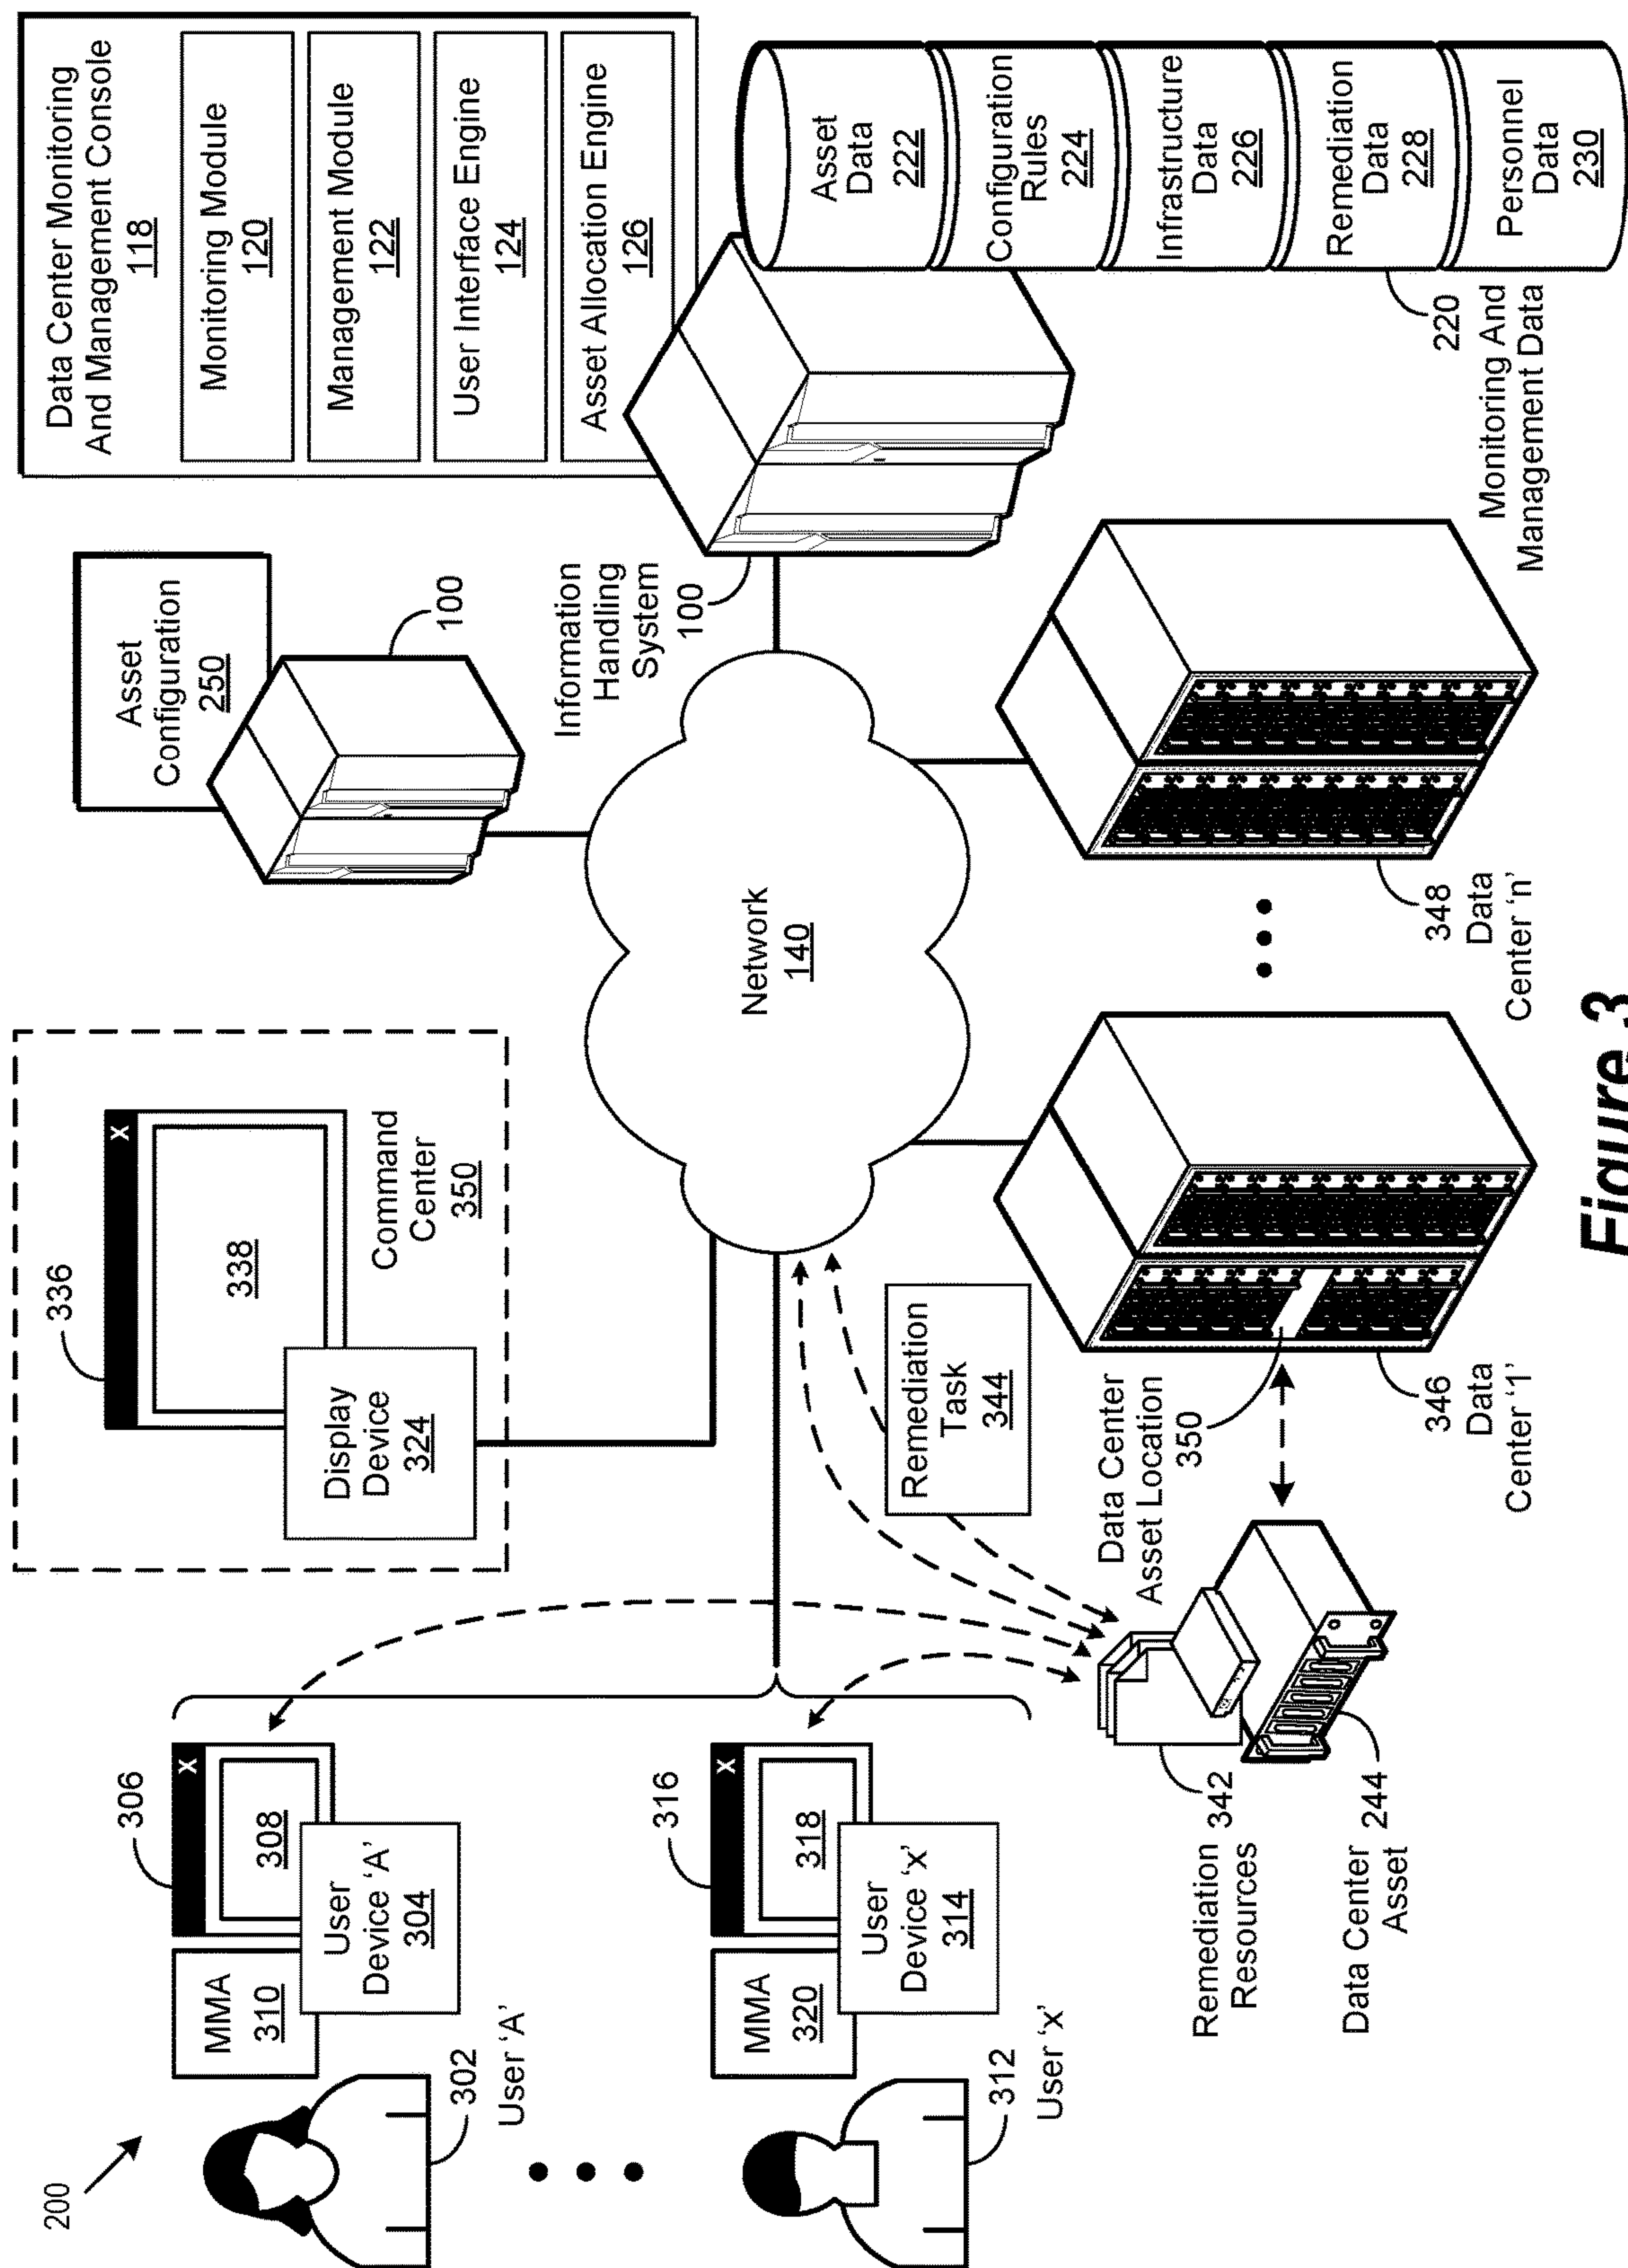 200
306
X
308
MMA
310
User
Device ‘A’
304
302
User ‘A’
316
X
318
MMA
320
User
Device ‘x’
314
312
User ‘x’
336
X
338
Display
Device
324
Command
Center
350
Asset
Configuration
250
100
Data Center Monitoring
And Management Console
118
Monitoring Module
120
Management Module
122
User Interface Engine
124
Asset Allocation Engine
126
Information
Handling
System
100
Network
140
Asset
Data
222
Configuration
Rules
224
Infrastructure
Data
226
Remediation
Data
228
Personnel
Data
230
220
Monitoring And
Management Data
Remediation
Task
344
Data Center
Asset Location
350
Remediation
Resources
342
Data Center
Asset
244
346
Data
Center ‘1’
348
Data
Center ‘n’
Figure 3